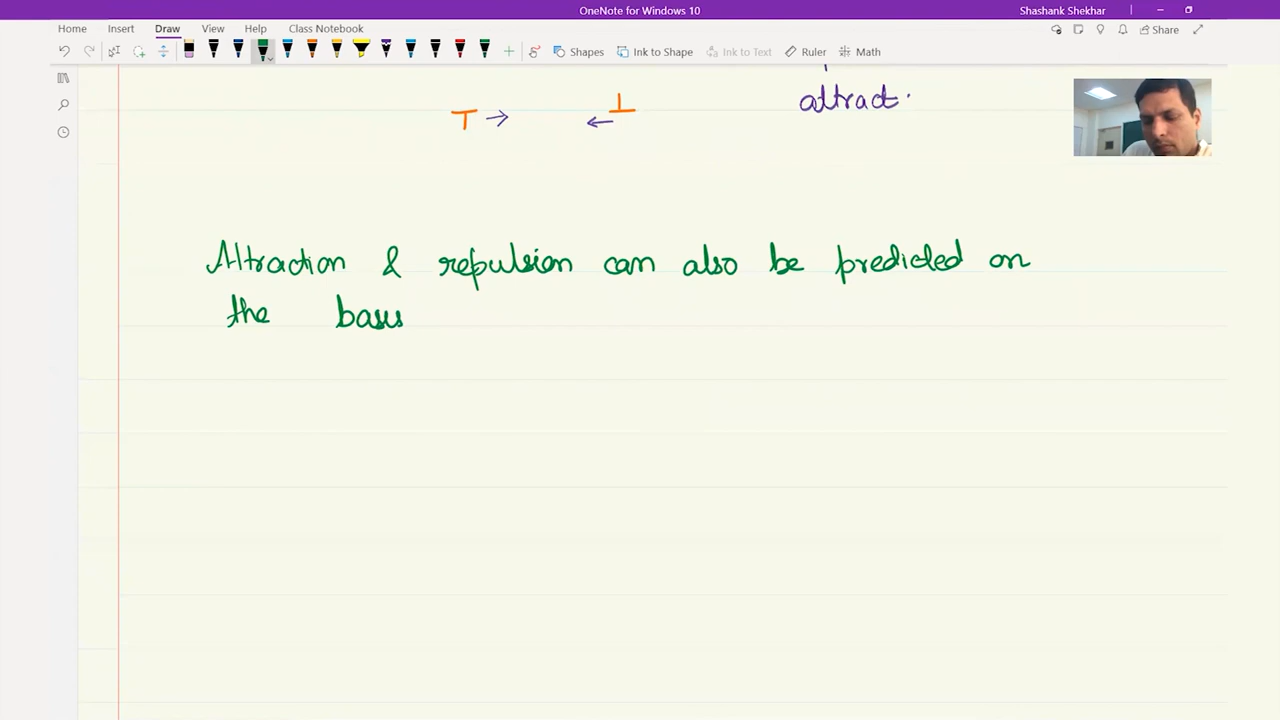 OneNote for Windows 10
Shashank Shekhar
Home Insert Draw View Help Class Notebook
Share
Shapes Ink to Shape Ink to Text Ruler Math
attract.
T → ← ⊥
Attraction & repulsion can also be predicted on
the basis